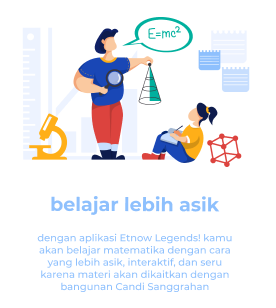 E=mc²
belajar lebih asik
dengan aplikasi Etnow Legends! kamu
akan belajar matematika dengan cara
yang lebih asik, interaktif, dan seru
karena materi akan dikaitkan dengan
bangunan Candi Sanggrahan